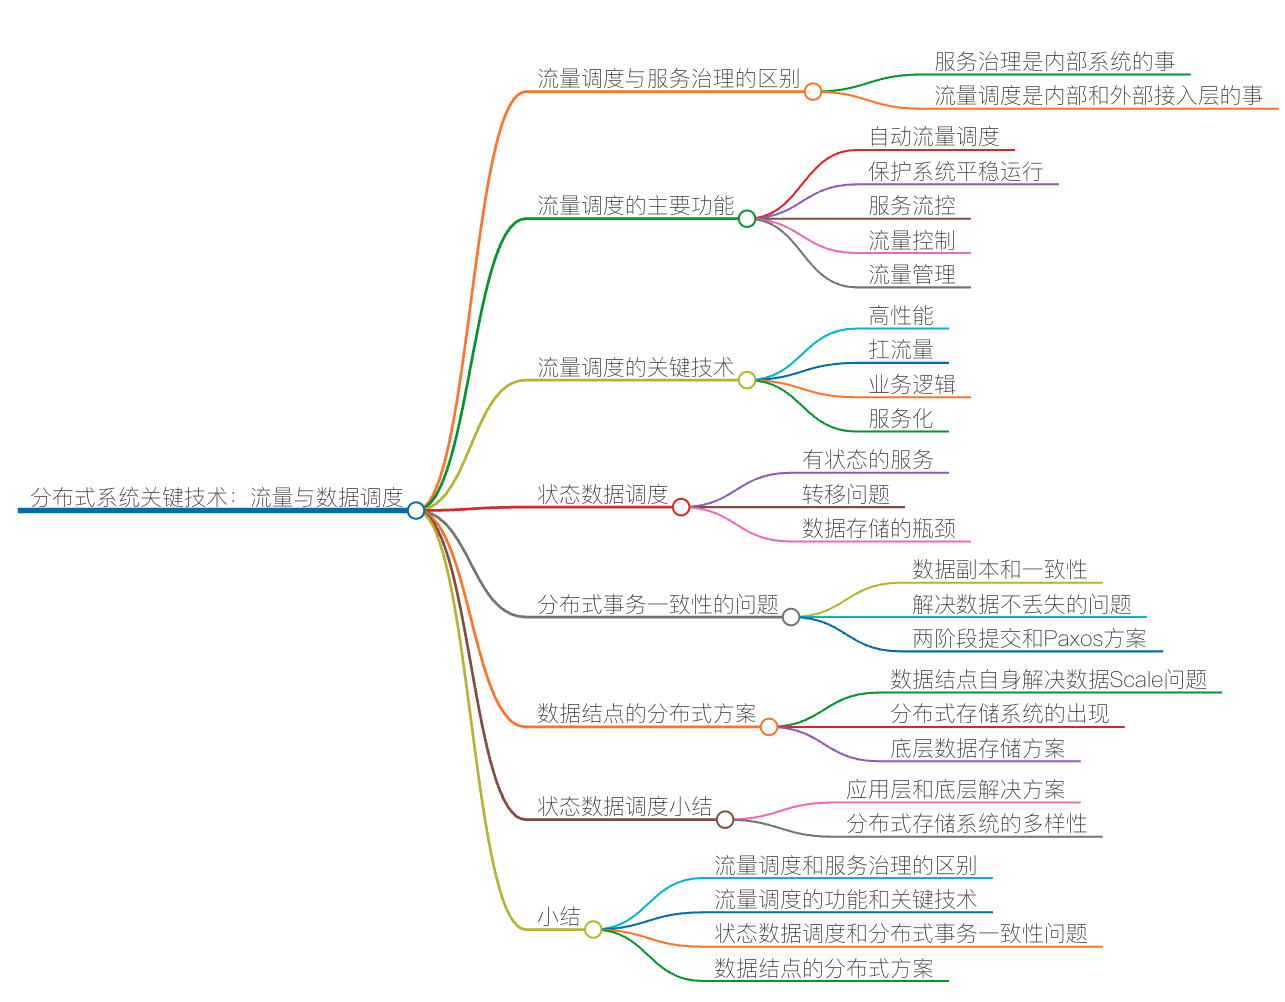 分布式系统关键技术：流量与数据调度
流量调度与服务治理的区别
服务治理是内部系统的事
流量调度是内部和外部接入层的事
流量调度的主要功能
自动流量调度
保护系统平稳运行
服务流控
流量控制
流量管理
流量调度的关键技术
高性能
扛流量
业务逻辑
服务化
状态数据调度
有状态的服务
转移问题
数据存储的瓶颈
分布式事务一致性的问题
数据副本和一致性
解决数据不丢失的问题
两阶段提交和Paxos方案
数据结点的分布式方案
数据结点自身解决数据Scale问题
分布式存储系统的出现
底层数据存储方案
状态数据调度小结
应用层和底层解决方案
分布式存储系统的多样性
小结
流量调度和服务治理的区别
流量调度的功能和关键技术
状态数据调度和分布式事务一致性问题
数据结点的分布式方案